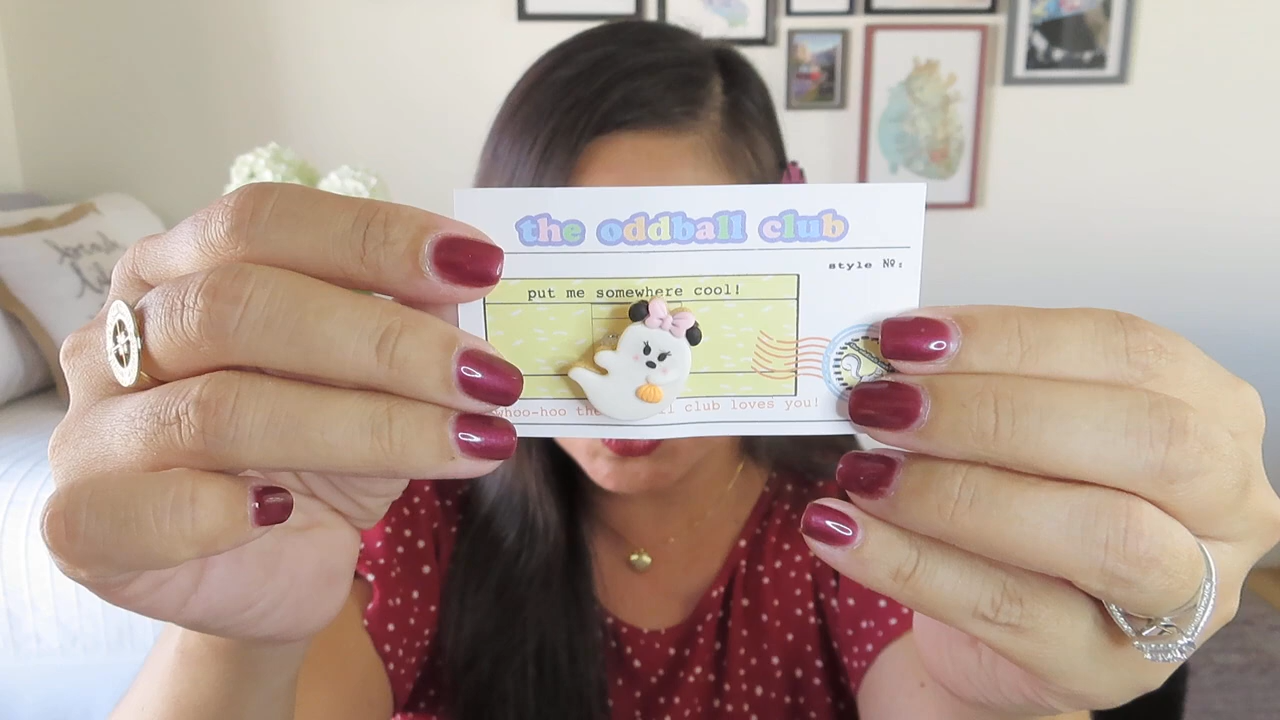 the oddball club
style Nº:
put me somewhere cool!
whoo-hoo the club loves you!